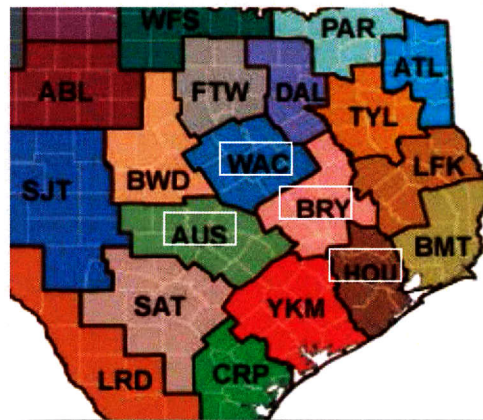 WFS
PAR
ABL
FTW
DAL
ATL
TYL
SJT
BWD
WAC
LFK
BRY
AUS
BMT
HOU
SAT
YKM
LRD
CRP